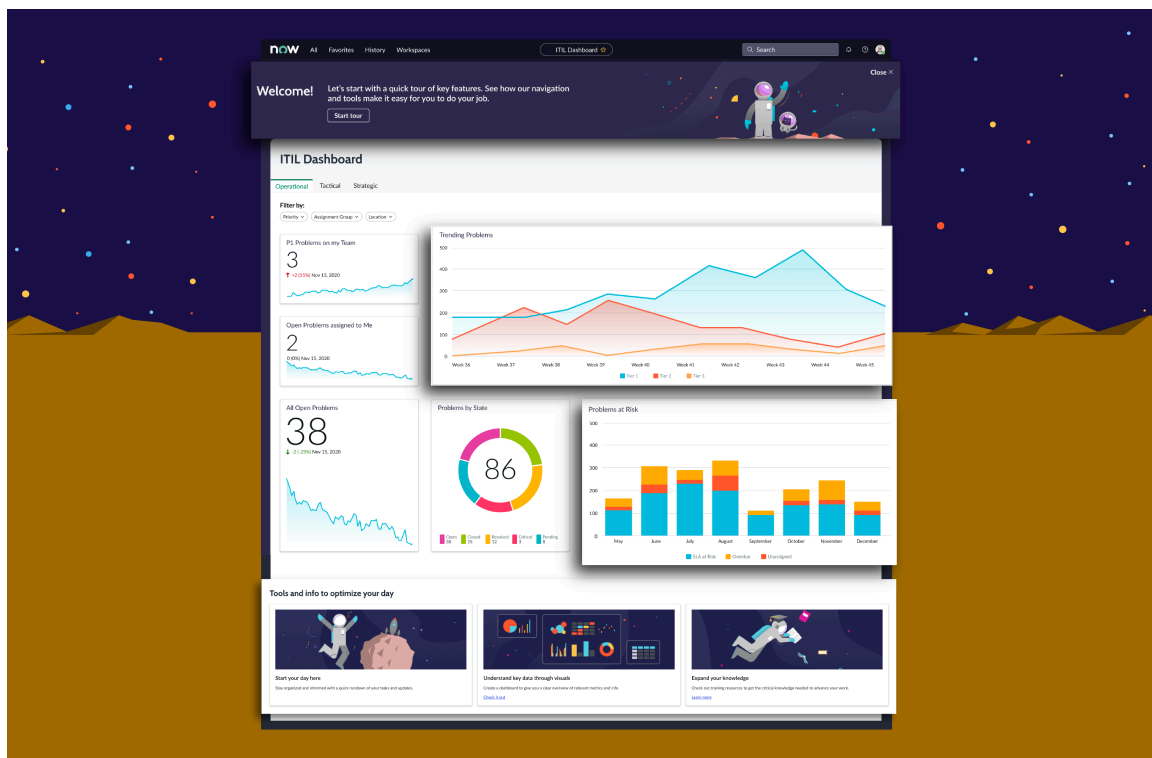 now All Favorites History Workspaces ITIL Dashboard Search
Close ×
Welcome!
Let's start with a quick tour of key features. See how our navigation
and tools make it easy for you to do your job.
Start tour
ITIL Dashboard
Operational Tactical Strategic
Filter by:
Priority Assignment Group Location
P1 Problems on my Team
3
+2 (15%) Nov 15, 2020
Open Problems assigned to Me
2
0 (0%) Nov 15, 2020
Trending Problems
500
400
300
200
100
0
Week 36 Week 37 Week 38 Week 39 Week 40 Week 41 Week 42 Week 43 Week 44 Week 45
Tier 1 Tier 2 Tier 3
All Open Problems
38
Nov 15, 2020
Problems by State
86
Open Closed Resolved Critical Pending
38 25 12 3 8
Problems at Risk
500
400
300
200
100
0
May June July August September October November December
SLA at Risk Overdue Unassigned
Tools and info to optimize your day
Start your day here
Stay organized and informed with a quick rundown of your tasks and updates.
Understand key data through visuals
Create a dashboard to give you a clear overview of relevant metrics and info.
Check it out
Expand your knowledge
Check out training resources to get the critical knowledge needed to advance your work.
Learn more